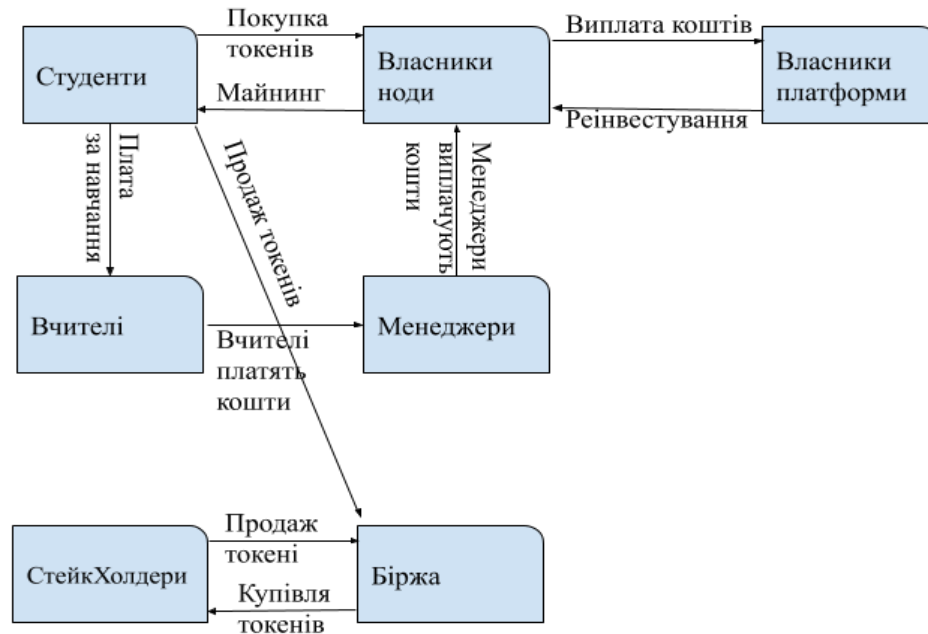 Покупка
токенів
Виплата коштів
Студенти
Власники
ноди
Власники
платформи
Майнинг
Реінвестування
Плата
за навчання
Продаж токенів
Менеджери
виплачують
кошти
Вчителі
Менеджери
Вчителі
платять
кошти
Продаж
токені
СтейкХолдери
Біржа
Купівля
токенів